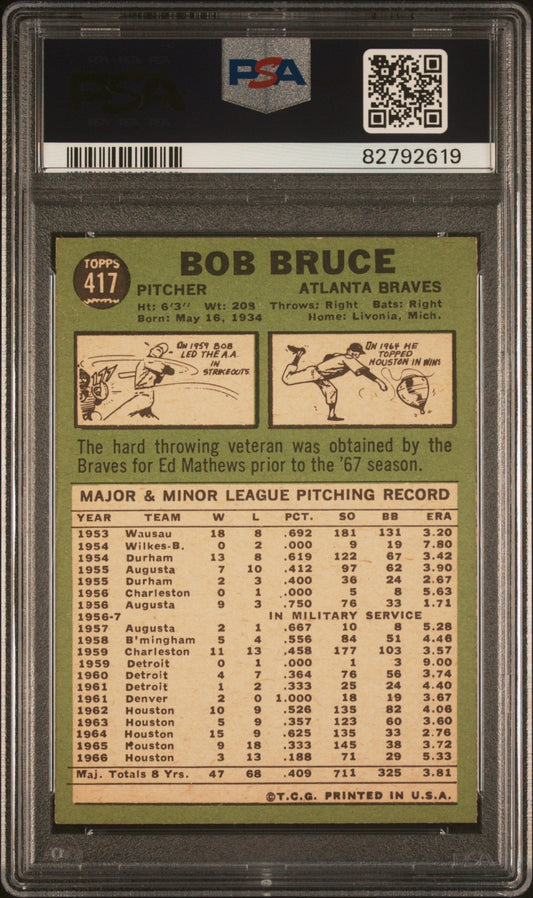 PSA
82792619
TOPPS
417
BOB BRUCE
PITCHER ATLANTA BRAVES
Ht: 6'3" Wt: 208 Throws: Right Bats: Right
Born: May 16, 1934 Home: Livonia, Mich.
ON 1959 BOB
LED THE A.A.
IN
STRIKEOUTS
ON 1964 HE
TOPPED
HOUSTON IN WINS
The hard throwing veteran was obtained by the
Braves for Ed Mathews prior to the '67 season.
MAJOR & MINOR LEAGUE PITCHING RECORD
YEAR TEAM W L PCT. SO BB ERA
1953 Wausau 18 8 .692 181 131 3.20
1954 Wilkes-B. 0 2 .000 9 19 7.80
1954 Durham 13 8 .619 122 67 3.42
1955 Augusta 7 10 .412 97 62 3.90
1955 Durham 2 3 .400 36 24 2.67
1956 Charleston 0 1 .000 5 8 5.63
1956 Augusta 9 3 .750 76 33 1.71
1956-7 IN MILITARY SERVICE
1957 Augusta 2 1 .667 10 8 5.28
1958 B'mingham 5 4 .556 84 51 4.46
1959 Charleston 11 13 .458 177 103 3.57
1959 Detroit 0 1 .000 1 3 9.00
1960 Detroit 4 7 .364 76 56 3.74
1961 Detroit 1 2 .333 25 24 4.40
1961 Denver 2 0 1.000 18 19 3.67
1962 Houston 10 9 .526 135 82 4.06
1963 Houston 5 9 .357 123 60 3.60
1964 Houston 15 9 .625 135 33 2.76
1965 Houston 9 18 .333 145 38 3.72
1966 Houston 3 13 .188 71 29 5.33
Maj. Totals 8 Yrs. 47 68 .409 711 325 3.81
©T.C.G. PRINTED IN U.S.A.
PSA